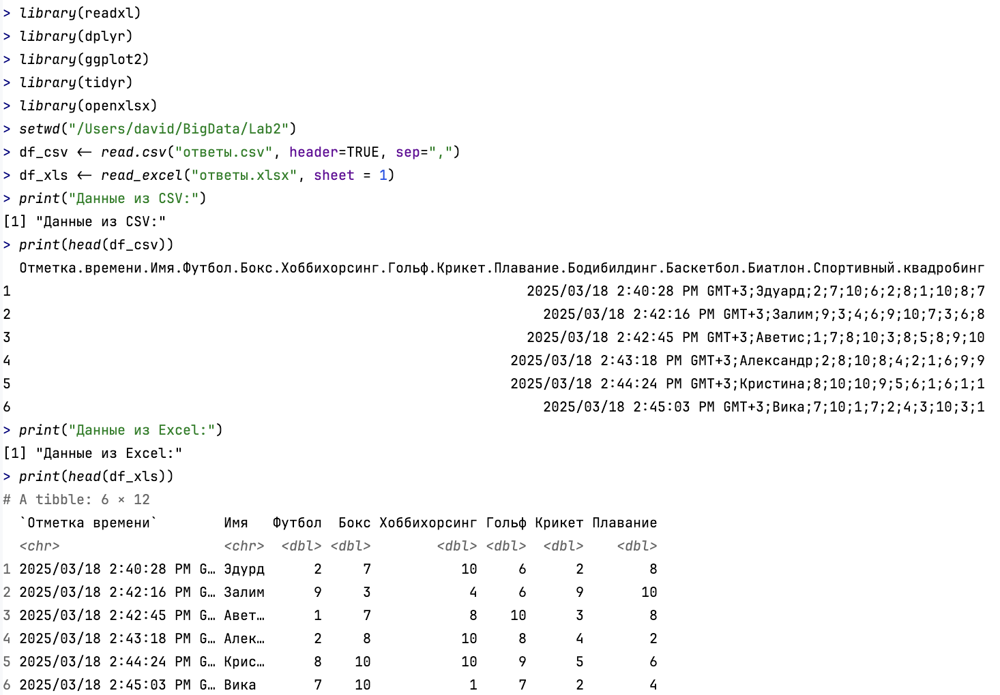 > library(readxl)
> library(dplyr)
> library(ggplot2)
> library(tidyr)
> library(openxlsx)
> setwd("/Users/david/BigData/Lab2")
> df_csv <- read.csv("ответы.csv", header=TRUE, sep=",")
> df_xls <- read_excel("ответы.xlsx", sheet = 1)
> print("Данные из CSV:")
[1] "Данные из CSV:"
> print(head(df_csv))
Отметка.времени.Имя.Футбол.Бокс.Хоббихорсинг.Гольф.Крикет.Плавание.Бодибилдинг.Баскетбол.Биатлон.Спортивный.квадробинг
1 2025/03/18 2:40:28 PM GMT+3;Эдуард;2;7;10;6;2;8;1;10;8;7
2 2025/03/18 2:42:16 PM GMT+3;Залим;9;3;4;6;9;10;7;3;6;8
3 2025/03/18 2:42:45 PM GMT+3;Аветис;1;7;8;10;3;8;5;8;9;10
4 2025/03/18 2:43:18 PM GMT+3;Александр;2;8;10;8;4;2;1;6;9;9
5 2025/03/18 2:44:24 PM GMT+3;Кристина;8;10;10;9;5;6;1;6;1;1
6 2025/03/18 2:45:03 PM GMT+3;Вика;7;10;1;7;2;4;3;10;3;1
> print("Данные из Excel:")
[1] "Данные из Excel:"
> print(head(df_xls))
# A tibble: 6 × 12
`Отметка времени` Имя Футбол Бокс Хоббихорсинг Гольф Крикет Плавание
<chr> <chr> <dbl> <dbl> <dbl> <dbl> <dbl> <dbl>
1 2025/03/18 2:40:28 PM G… Эдурд 2 7 10 6 2 8
2 2025/03/18 2:42:16 PM G… Залим 9 3 4 6 9 10
3 2025/03/18 2:42:45 PM G… Авет… 1 7 8 10 3 8
4 2025/03/18 2:43:18 PM G… Алек… 2 8 10 8 4 2
5 2025/03/18 2:44:24 PM G… Крис… 8 10 10 9 5 6
6 2025/03/18 2:45:03 PM G… Вика 7 10 1 7 2 4